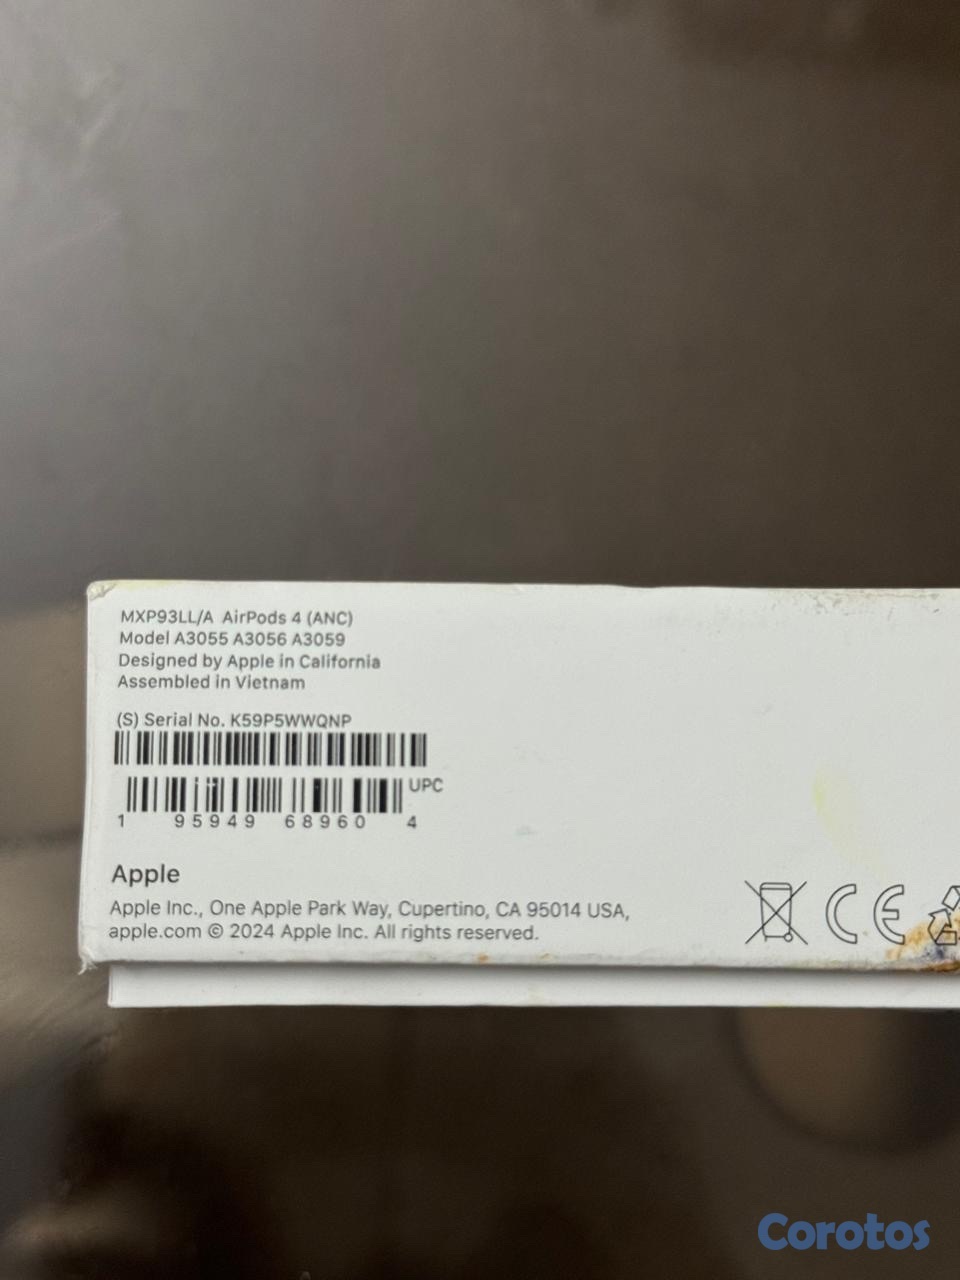 MXP93LL/A AirPods 4 (ANC)
Model A3055 A3056 A3059
Designed by Apple in California
Assembled in Vietnam
(S) Serial No. K59P5WWQNP
UPC
1 95949 68960 4
Apple
Apple Inc., One Apple Park Way, Cupertino, CA 95014 USA,
apple.com © 2024 Apple Inc. All rights reserved.
CE
Corotos